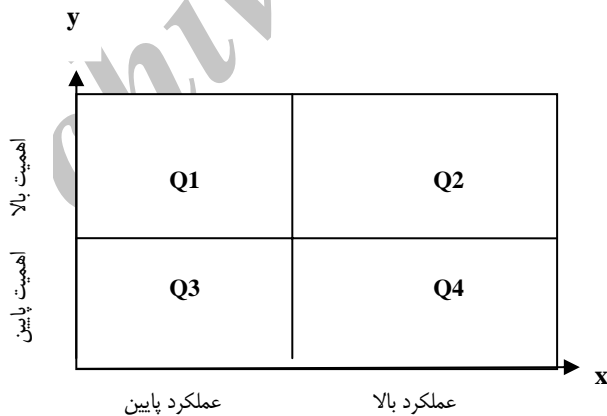 y
اهمیت بالا
Q1
Q2
اهمیت پایین
Q3
Q4
x
عملکرد پایین
عملکرد بالا